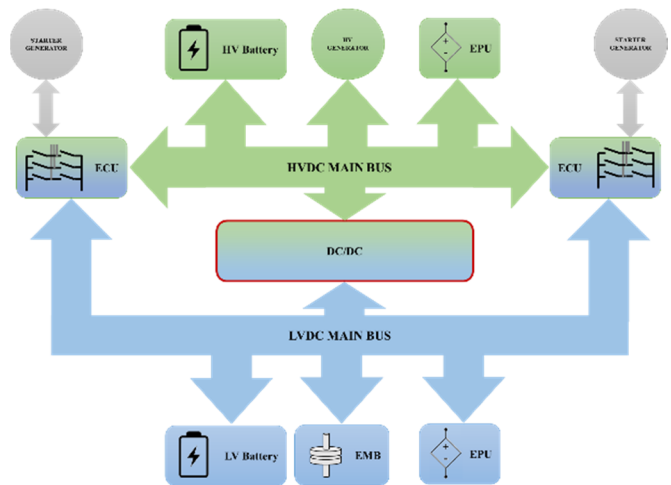 STARTER
GENERATOR
HV Battery
HV
GENERATOR
EPU
STARTER
GENERATOR
ECU
ECU
HVDC MAIN BUS
DC/DC
LVDC MAIN BUS
LV Battery
EMB
EPU